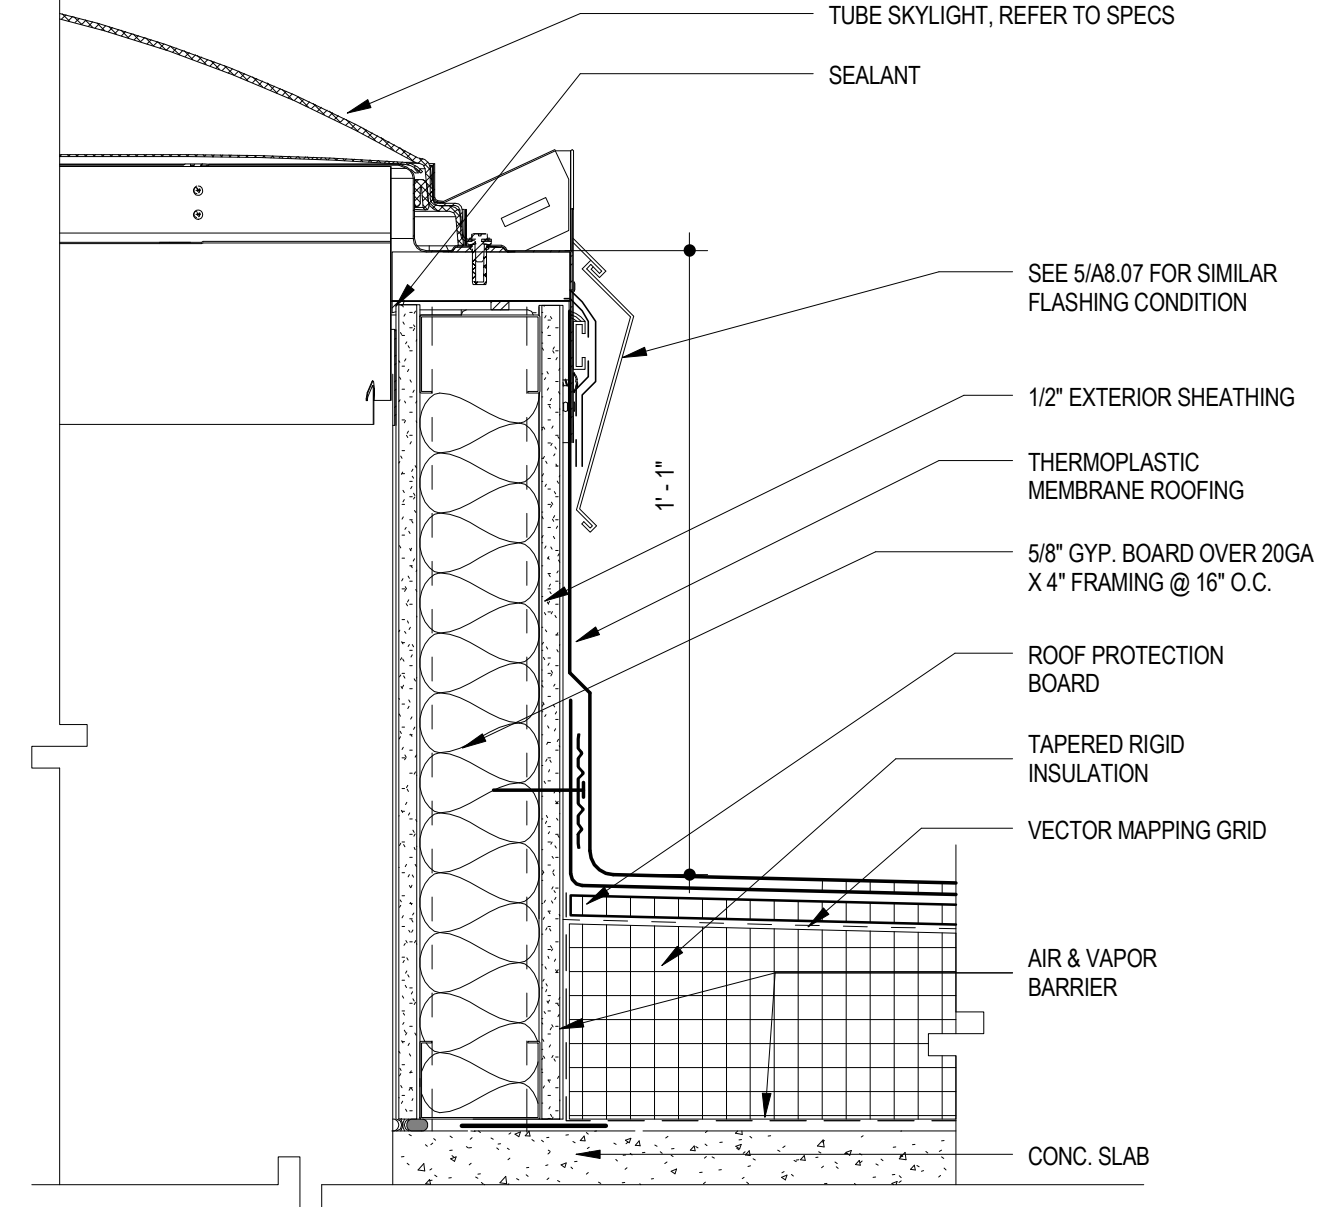 TUBE SKYLIGHT, REFER TO SPECS
SEALANT
SEE 5/A8.07 FOR SIMILAR
FLASHING CONDITION
1/2" EXTERIOR SHEATHING
THERMOPLASTIC
MEMBRANE ROOFING
1' - 1"
5/8" GYP. BOARD OVER 20GA
X 4" FRAMING @ 16" O.C.
ROOF PROTECTION
BOARD
TAPERED RIGID
INSULATION
VECTOR MAPPING GRID
AIR & VAPOR
BARRIER
CONC. SLAB